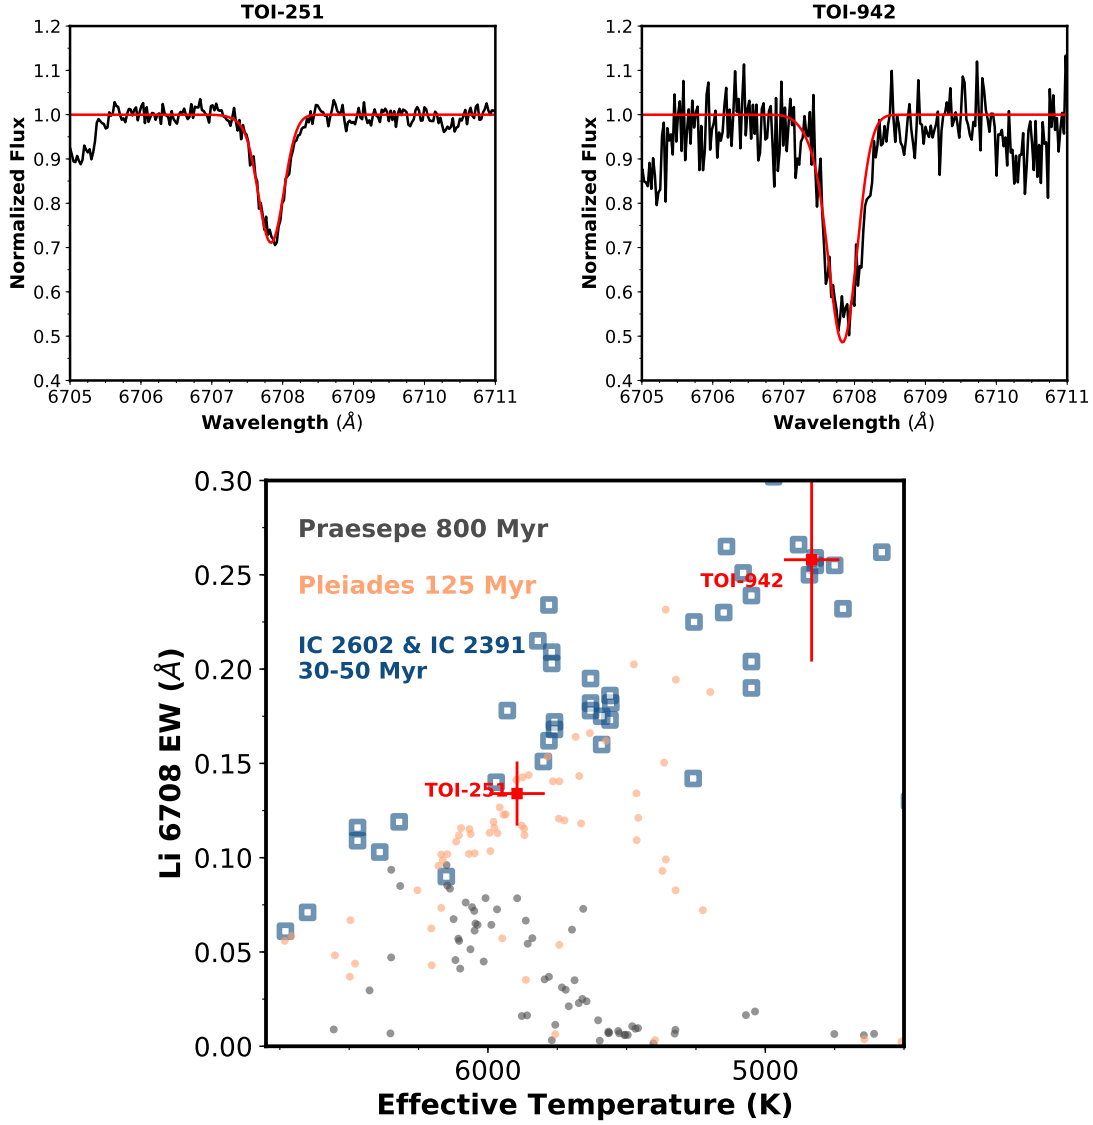 TOI-251
1.2
1.1
1.0
0.9
0.8
0.7
0.6
0.5
0.4
Normalized Flux
6705 6706 6707 6708 6709 6710 6711
Wavelength (Å)
TOI-942
1.2
1.1
1.0
0.9
0.8
0.7
0.6
0.5
0.4
Normalized Flux
6705 6706 6707 6708 6709 6710 6711
Wavelength (Å)
0.30
0.25
0.20
0.15
0.10
0.05
0.00
Li 6708 EW (Å)
Praesepe 800 Myr
Pleiades 125 Myr
IC 2602 & IC 2391
30-50 Myr
TOI-942
TOI-251
6000 5000
Effective Temperature (K)